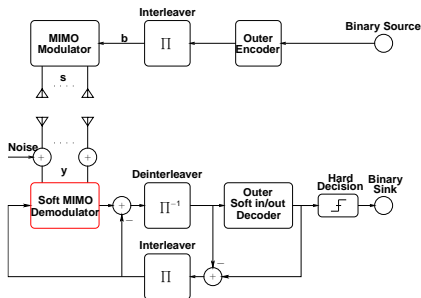 Interleaver
Binary Source
MIMO
Modulator
b
Π
Outer
Encoder
s
Noise
+
+
y
Deinterleaver
Hard
Decision
Binary
Sink
Soft MIMO
Demodulator
+
−
Π−1
Outer
Soft in/out
Decoder
Interleaver
−
Π
+